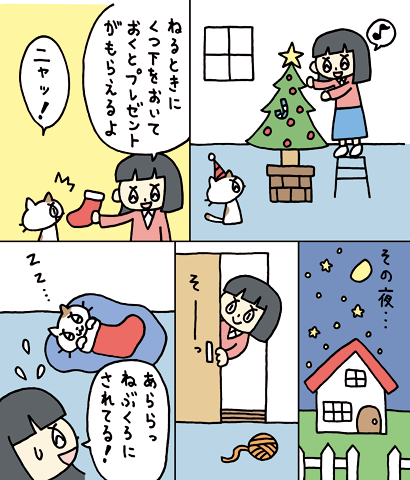 ねるときに
くつ下をおいて
おくとプレゼント
がもらえるよ
ニャッ!
その夜…
そーっ
ZZ…
あららっ
ねぶくろに
されてる!